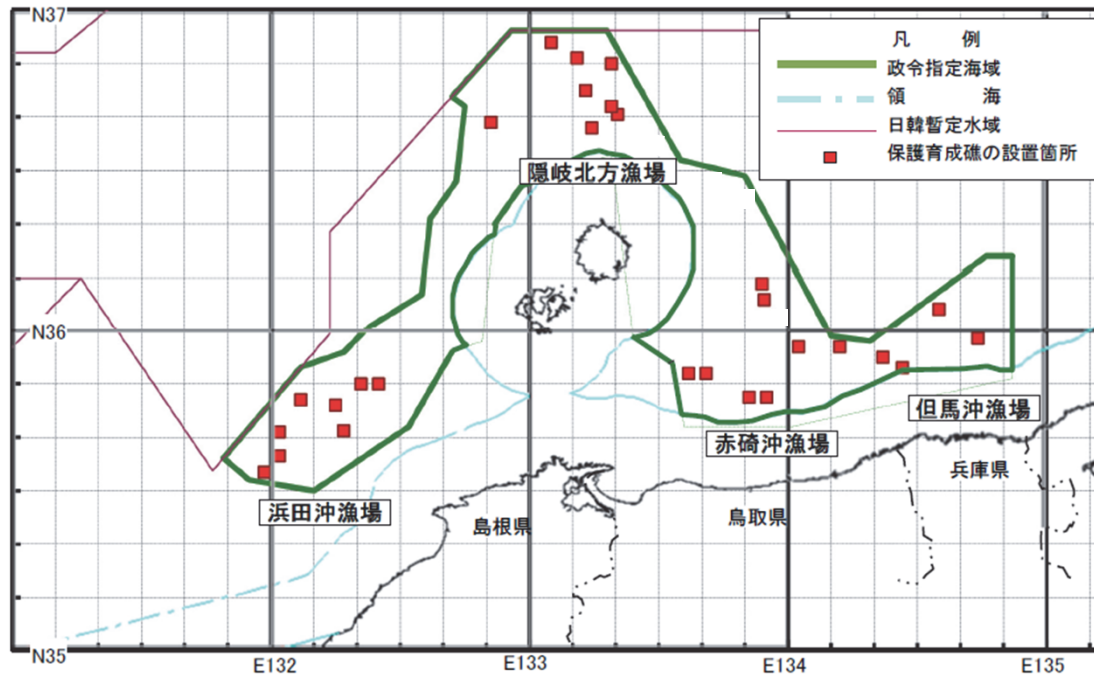 N37
凡 例
政令指定海域
領 海
日韓暫定水域
保護育成礁の設置箇所
隠岐北方漁場
N36
但馬沖漁場
赤碕沖漁場
兵庫県
浜田沖漁場
島根県
鳥取県
N35
E132
E133
E134
E135